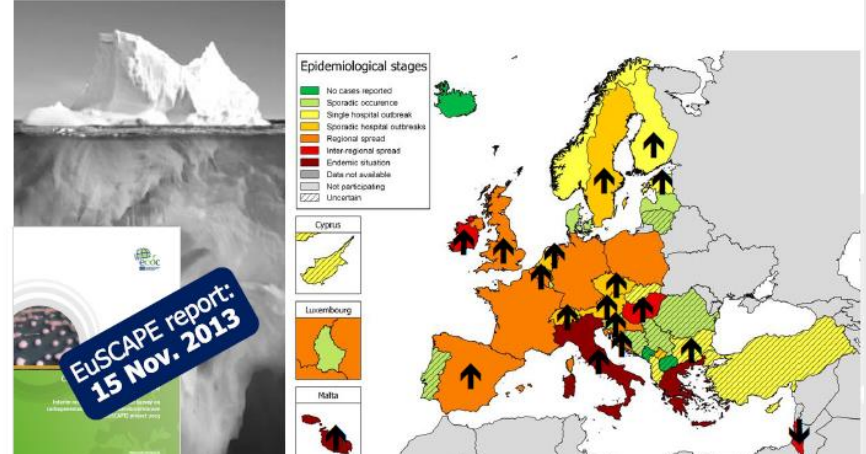 Epidemiological stages
No cases reported
Sporadic occurence
Single hospital outbreak
Sporadic hospital outbreaks
Regional spread
Inter-regional spread
Endemic situation
Data not available
Not participating
Uncertain
Cyprus
Luxembourg
Malta
ecdc
EuSCAPE report:
15 Nov. 2013